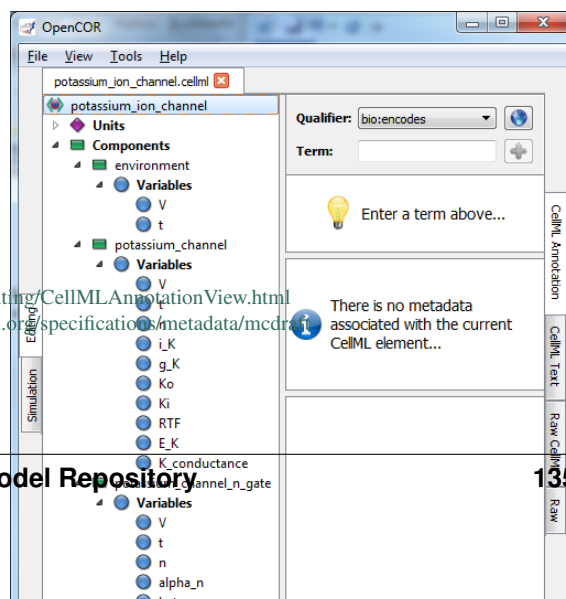 OpenCOR
File View Tools Help
potassium_ion_channel.cellml
potassium_ion_channel
Units
Components
environment
Variables
V
t
potassium_channel
Variables
V
t
i_K
g_K
Ko
Ki
RTF
E_K
K_conductance
potassium_channel_n_gate
Variables
V
t
n
alpha_n
Qualifier: bio:encodes
Term:
Enter a term above...
There is no metadata
associated with the current
CellML element...
ting/CellMLAnnotationView.html
.org/specifications/metadata/mcdraft
Editing
Simulation
CellML Annotation
CellML Text
Raw CellML
Raw
odel Repository
135